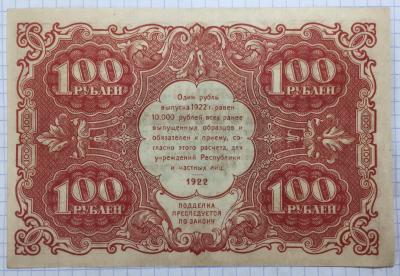 100 100
РУБЛЕЙ РУБЛЕЙ
Один рубль
выпуска 1922 г. равен
10.000 рублей всех ранее
выпущенных образцов и
обязателен к приему, со-
гласно этого расчета, для
учреждений Республики
и частных лиц.
1922
100 100
РУБЛЕЙ РУБЛЕЙ
ПОДДЕЛКА
ПРЕСЛЕДУЕТСЯ
ПО ЗАКОНУ